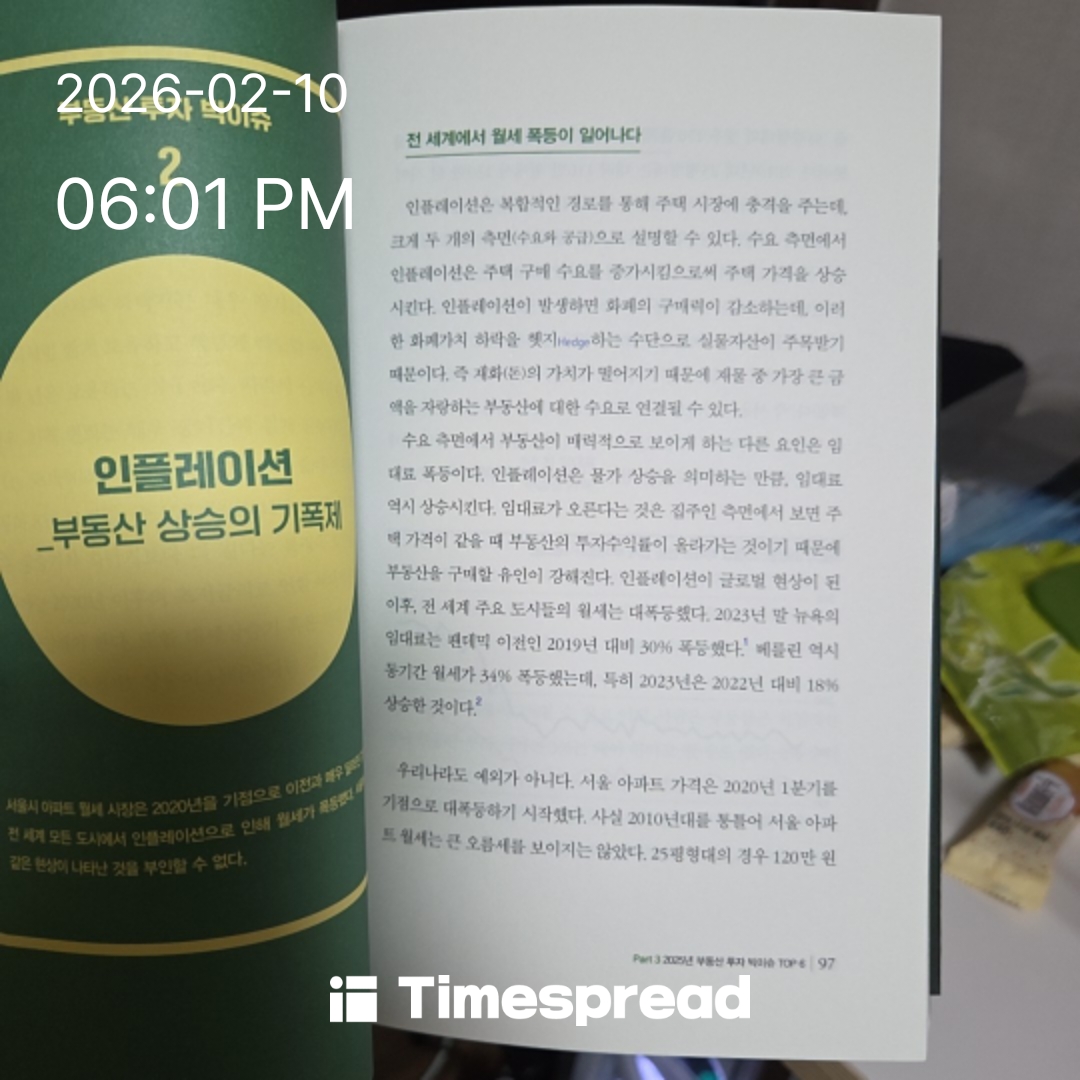 2026-02-10
06:01 PM
부동산 투자 빅이슈
2
인플레이션
_부동산 상승의 기폭제
서울시 아파트 월세 시장은 2020년을 기점으로 이전과 매우
전 세계 모든 도시에서 인플레이션으로 인해 월세가 폭등했다.
같은 현상이 나타난 것을 부인할 수 없다.
전 세계에서 월세 폭등이 일어나다
인플레이션은 복합적인 경로를 통해 주택 시장에 충격을 주는데,
크게 두 개의 측면(수요와 공급)으로 설명할 수 있다. 수요 측면에서
인플레이션은 주택 구매 수요를 증가시킴으로써 주택 가격을 상승
시킨다. 인플레이션이 발생하면 화폐의 구매력이 감소하는데, 이러
한 화폐가치 하락을 헷지Hedge하는 수단으로 실물자산이 주목받기
때문이다. 즉 재화(돈)의 가치가 떨어지기 때문에 재물 중 가장 큰 금
액을 자랑하는 부동산에 대한 수요로 연결될 수 있다.
수요 측면에서 부동산이 매력적으로 보이게 하는 다른 요인은 임
대료 폭등이다. 인플레이션은 물가 상승을 의미하는 만큼, 임대료
역시 상승시킨다. 임대료가 오른다는 것은 집주인 측면에서 보면 주
택 가격이 같을 때 부동산의 투자수익률이 올라가는 것이기 때문에
부동산을 구매할 유인이 강해진다. 인플레이션이 글로벌 현상이 된
이후, 전 세계 주요 도시들의 월세는 대폭등했다. 2023년 말 뉴욕의
임대료는 팬데믹 이전인 2019년 대비 30% 폭등했다.1 베를린 역시
동기간 월세가 34% 폭등했는데, 특히 2023년은 2022년 대비 18%
상승한 것이다.2
우리나라도 예외가 아니다. 서울 아파트 가격은 2020년 1분기를
기점으로 대폭등하기 시작했다. 사실 2010년대를 통틀어 서울 아파
트 월세는 큰 오름세를 보이지는 않았다. 25평형대의 경우 120만 원
Part 3 2025년 부동산 투자 빅이슈 TOP 6 | 97
Timespread